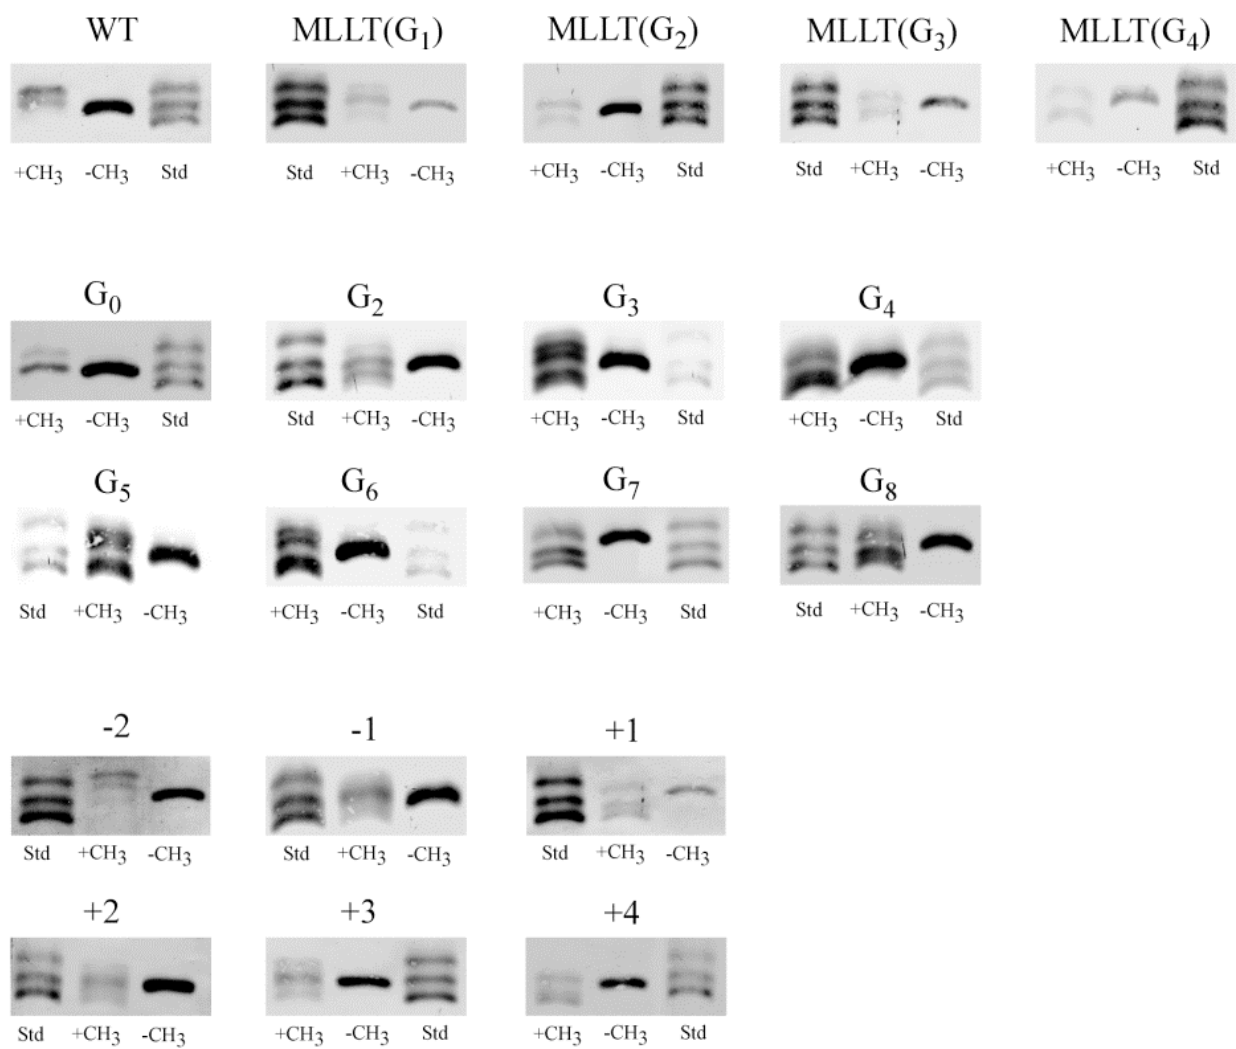 WT MLLT(G1) MLLT(G2) MLLT(G3) MLLT(G4)
+CH3 -CH3 Std Std +CH3 -CH3 +CH3 -CH3 Std Std +CH3 -CH3 +CH3 -CH3 Std
G0 G2 G3 G4
+CH3 -CH3 Std Std +CH3 -CH3 +CH3 -CH3 Std +CH3 -CH3 Std
G5 G6 G7 G8
Std +CH3 -CH3 +CH3 -CH3 Std +CH3 -CH3 Std Std +CH3 -CH3
-2 -1 +1
Std +CH3 -CH3 Std +CH3 -CH3 Std +CH3 -CH3
+2 +3 +4
Std +CH3 -CH3 +CH3 -CH3 Std +CH3 -CH3 Std